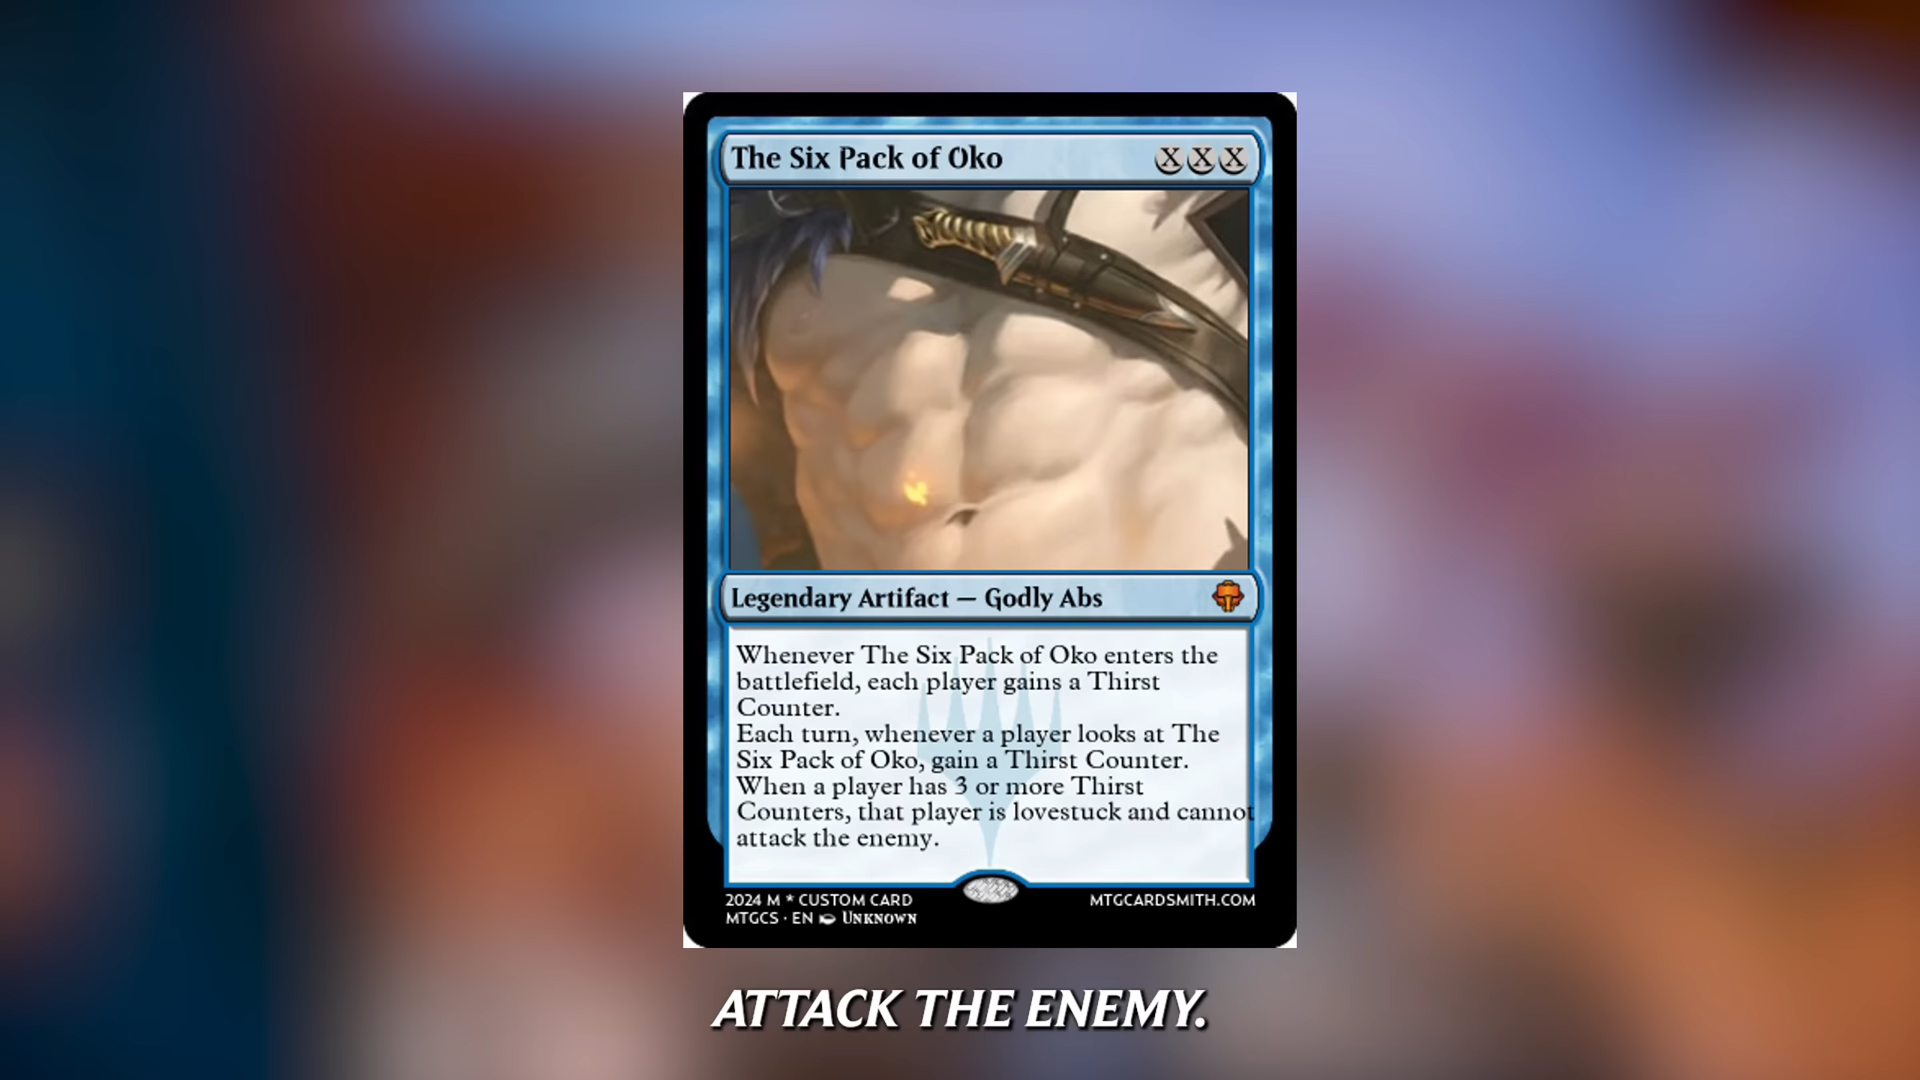 The Six Pack of Oko XXX
Legendary Artifact — Godly Abs
Whenever The Six Pack of Oko enters the
battlefield, each player gains a Thirst
Counter.
Each turn, whenever a player looks at The
Six Pack of Oko, gain a Thirst Counter.
When a player has 3 or more Thirst
Counters, that player is lovestuck and cannot
attack the enemy.
2024 M * CUSTOM CARD
MTGCARDSMITH.COM
MTGCS · EN UNKNOWN
ATTACK THE ENEMY.